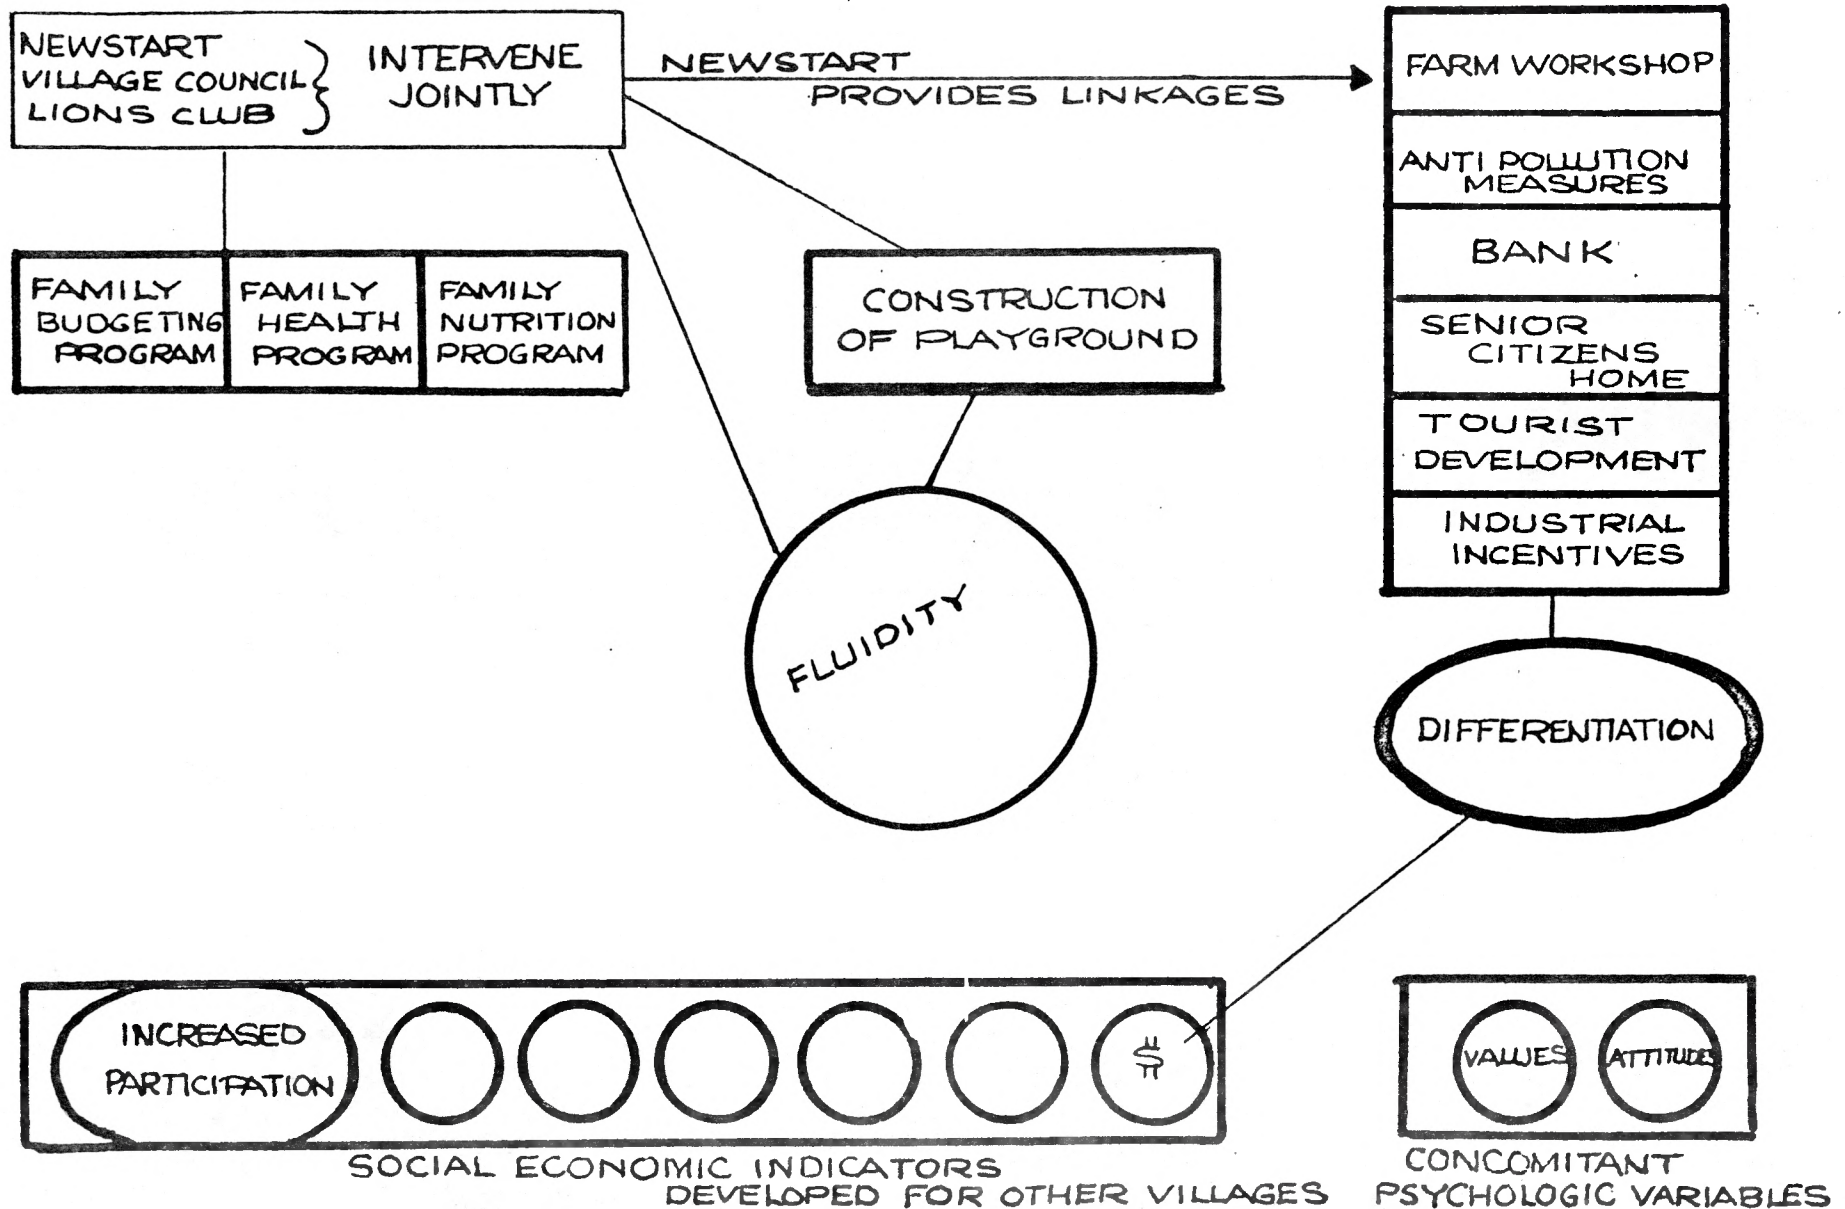 NEWSTART
VILLAGE COUNCIL
LIONS CLUB
INTERVENE
JOINTLY
NEWSTART
PROVIDES LINKAGES
FARM WORKSHOP
ANTI POLLUTION
MEASURES
BANK
SENIOR
CITIZENS
HOME
TOURIST
DEVELOPMENT
INDUSTRIAL
INCENTIVES
FAMILY
BUDGETING
PROGRAM
FAMILY
HEALTH
PROGRAM
FAMILY
NUTRITION
PROGRAM
CONSTRUCTION
OF PLAYGROUND
FLUIDITY
DIFFERENTIATION
INCREASED
PARTICIPATION
$
VALUES
ATTITUDES
SOCIAL ECONOMIC INDICATORS
DEVELOPED FOR OTHER VILLAGES
CONCOMITANT
PSYCHOLOGIC VARIABLES